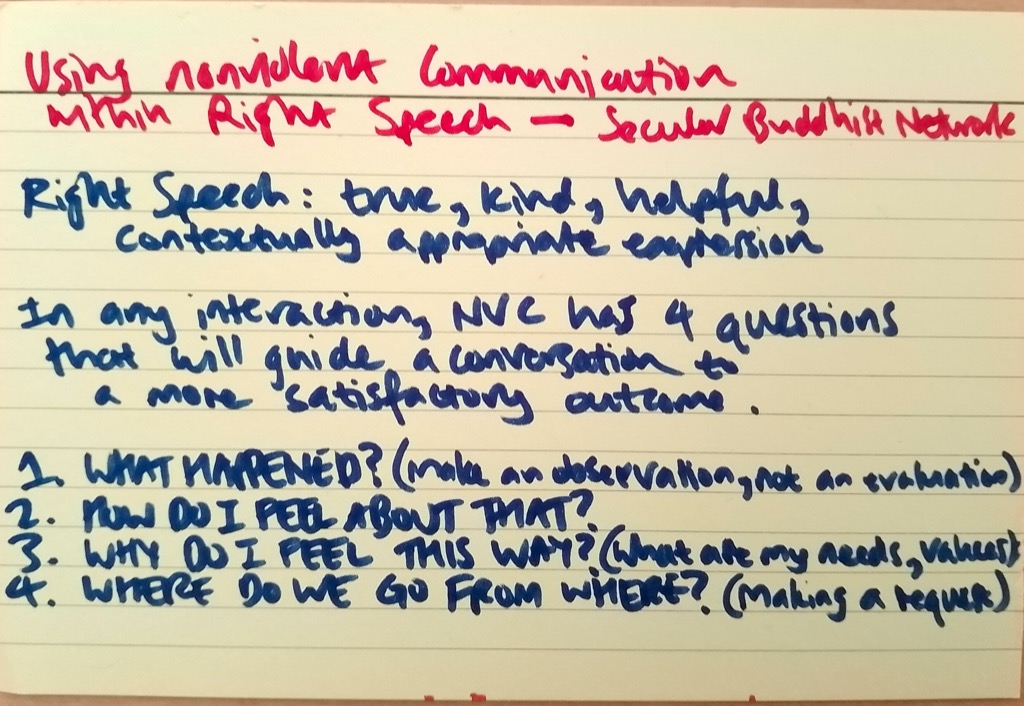 Using nonviolent Communication
within Right Speech — Secular Buddhist Network
Right Speech: true, kind, helpful,
contextually appropriate expression
In any interaction, NVC has 4 questions
that will guide a conversation to
a more satisfactory outcome.
1. WHAT HAPPENED? (Make an observation, not an evaluation)
2. HOW DO I FEEL ABOUT THAT?
3. WHY DO I FEEL THIS WAY? (What are my needs, values)
4. WHERE DO WE GO FROM WHERE? (Making a request)